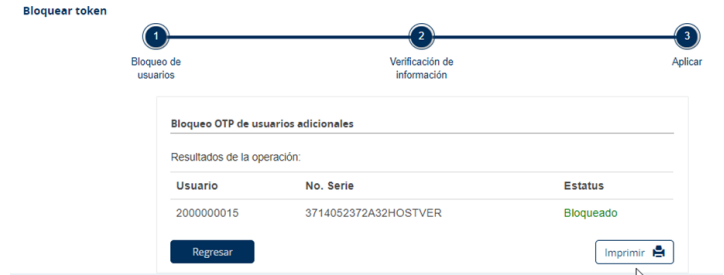 Bloquear token
1 2 3
Bloqueo de usuarios
Verificación de información
Aplicar
Bloqueo OTP de usuarios adicionales
Resultados de la operación:
Usuario No. Serie Estatus
2000000015 3714052372A32HOSTVER Bloqueado
Regresar Imprimir